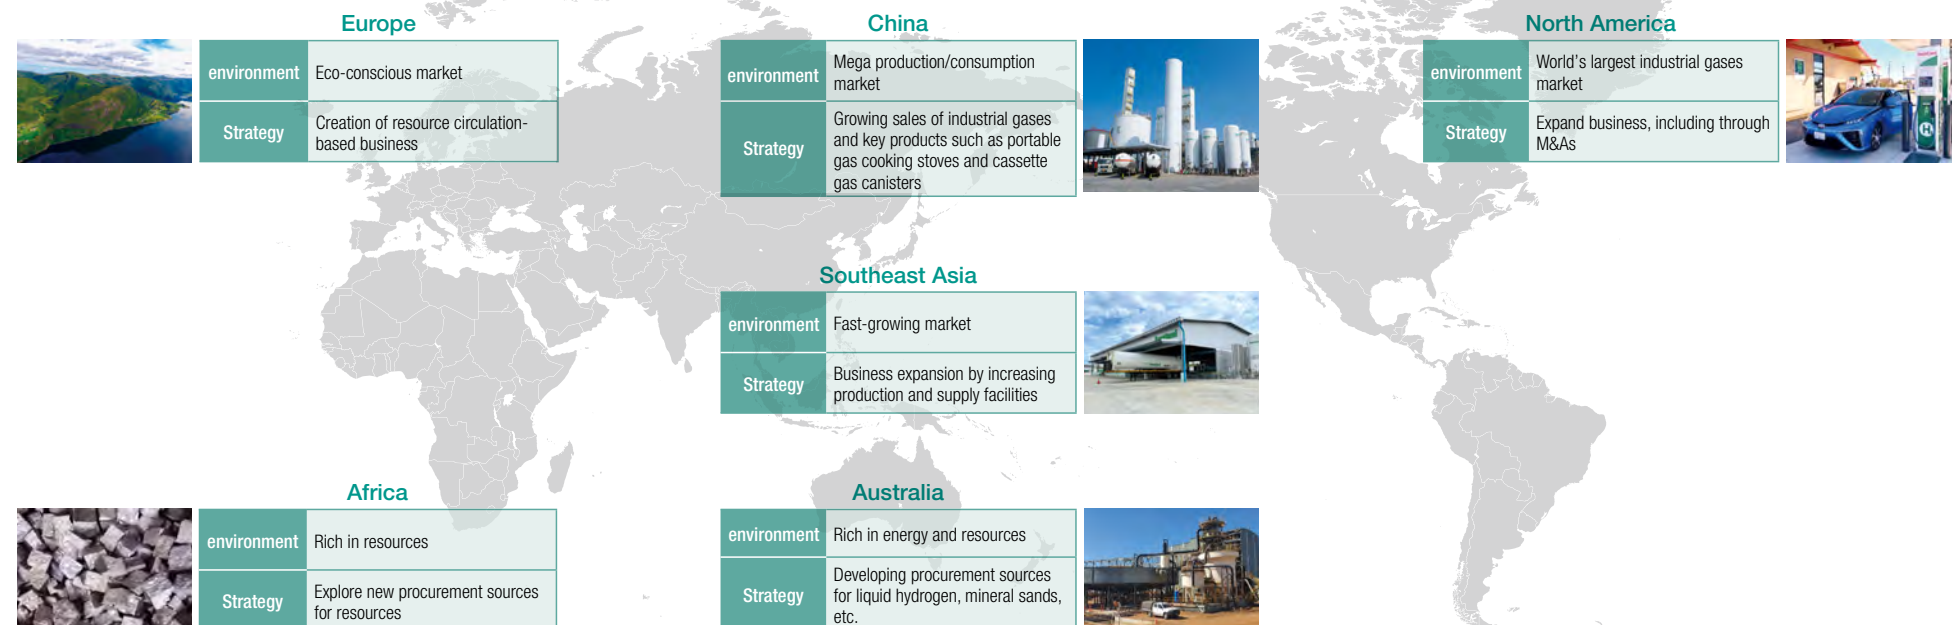 Europe
environment
Eco-conscious market
Strategy
Creation of resource circulation-
based business
China
environment
Mega production/consumption
market
Strategy
Growing sales of industrial gases
and key products such as portable
gas cooking stoves and cassette
gas canisters
North America
environment
World's largest industrial gases
market
Strategy
Expand business, including through
M&As
Southeast Asia
environment
Fast-growing market
Strategy
Business expansion by increasing
production and supply facilities
Africa
environment
Rich in resources
Strategy
Explore new procurement sources
for resources
Australia
environment
Rich in energy and resources
Strategy
Developing procurement sources
for liquid hydrogen, mineral sands,
etc.